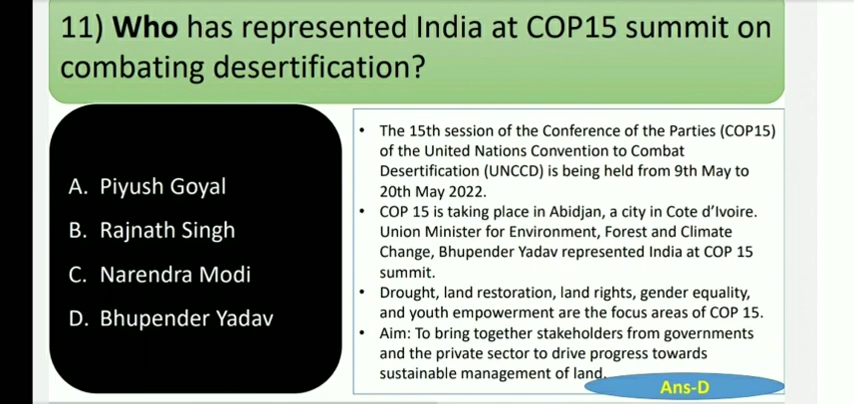 11) Who has represented India at COP15 summit on
combating desertification?
A. Piyush Goyal
B. Rajnath Singh
C. Narendra Modi
D. Bhupender Yadav
• The 15th session of the Conference of the Parties (COP15)
of the United Nations Convention to Combat
Desertification (UNCCD) is being held from 9th May to
20th May 2022.
• COP 15 is taking place in Abidjan, a city in Cote d’Ivoire.
Union Minister for Environment, Forest and Climate
Change, Bhupender Yadav represented India at COP 15
summit.
• Drought, land restoration, land rights, gender equality,
and youth empowerment are the focus areas of COP 15.
• Aim: To bring together stakeholders from governments
and the private sector to drive progress towards
sustainable management of land.
Ans-D